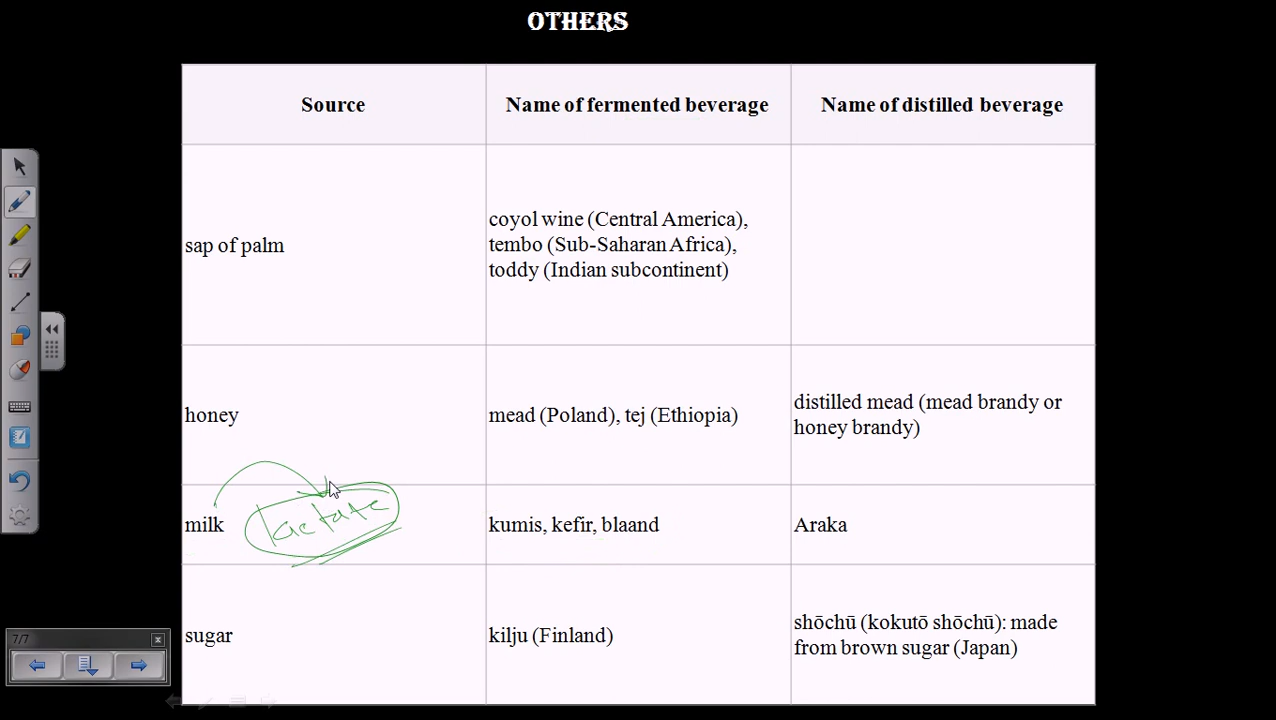 OTHERS
Source
Name of fermented beverage
Name of distilled beverage
sap of palm
coyol wine (Central America),
tembo (Sub-Saharan Africa),
toddy (Indian subcontinent)
honey
mead (Poland), tej (Ethiopia)
distilled mead (mead brandy or
honey brandy)
milk
lactate
kumis, kefir, blaand
Araka
sugar
kilju (Finland)
shōchū (kokutō shōchū): made
from brown sugar (Japan)
7/7